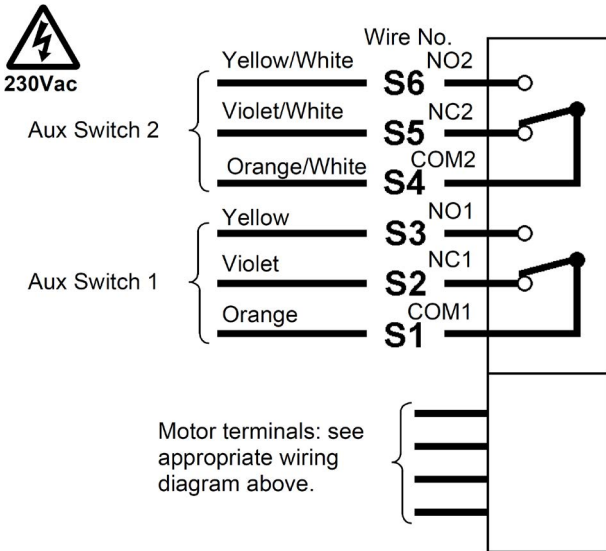 Wire No.
230Vac
Yellow/White S6 NO2
Aux Switch 2
Violet/White S5 NC2
Orange/White S4 COM2
Yellow S3 NO1
Aux Switch 1
Violet S2 NC1
Orange S1 COM1
Motor terminals: see
appropriate wiring
diagram above.